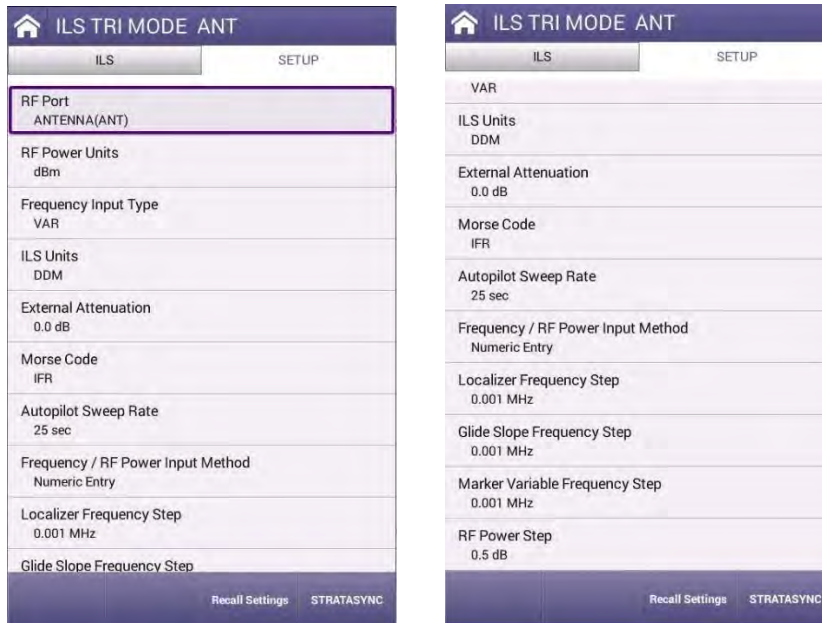 ILS TRI MODE ANT
ILS SETUP
RF Port
ANTENNA(ANT)
RF Power Units
dBm
Frequency Input Type
VAR
ILS Units
DDM
External Attenuation
0.0 dB
Morse Code
IFR
Autopilot Sweep Rate
25 sec
Frequency / RF Power Input Method
Numeric Entry
Localizer Frequency Step
0.001 MHz
Glide Slope Frequency Step
Recall Settings STRATASYNC
ILS TRI MODE ANT
ILS SETUP
VAR
ILS Units
DDM
External Attenuation
0.0 dB
Morse Code
IFR
Autopilot Sweep Rate
25 sec
Frequency / RF Power Input Method
Numeric Entry
Localizer Frequency Step
0.001 MHz
Glide Slope Frequency Step
0.001 MHz
Marker Variable Frequency Step
0.001 MHz
RF Power Step
0.5 dB
Recall Settings STRATASYNC